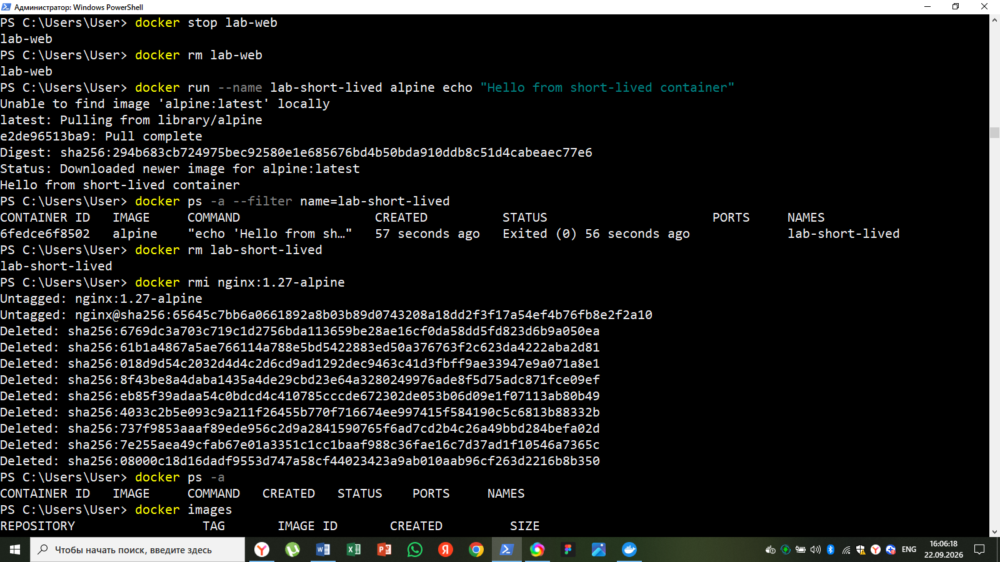 Администратор: Windows PowerShell
PS C:\Users\User> docker stop lab-web
lab-web
PS C:\Users\User> docker rm lab-web
lab-web
PS C:\Users\User> docker run --name lab-short-lived alpine echo "Hello from short-lived container"
Unable to find image 'alpine:latest' locally
latest: Pulling from library/alpine
e2de96513ba9: Pull complete
Digest: sha256:294b683cb724975bec92580e1e685676bd4b50bda910ddb8c51d4cabeaec77e6
Status: Downloaded newer image for alpine:latest
Hello from short-lived container
PS C:\Users\User> docker ps -a --filter name=lab-short-lived
CONTAINER ID   IMAGE     COMMAND                  CREATED          STATUS                      PORTS     NAMES
6fedce6f8502   alpine    "echo 'Hello from sh…"   57 seconds ago   Exited (0) 56 seconds ago             lab-short-lived
PS C:\Users\User> docker rm lab-short-lived
lab-short-lived
PS C:\Users\User> docker rmi nginx:1.27-alpine
Untagged: nginx:1.27-alpine
Untagged: nginx@sha256:65645c7bb6a0661892a8b03b89d0743208a18dd2f3f17a54ef4b76fb8e2f2a10
Deleted: sha256:6769dc3a703c719c1d2756bda113659be28ae16cf0da58dd5fd823d6b9a050ea
Deleted: sha256:61b1a4867a5ae766114a788e5bd5422883ed50a376763f2c623da4222aba2d81
Deleted: sha256:018d9d54c2032d4d4c2d6cd9ad1292dec9463c41d3fbff9ae33947e9a071a8e1
Deleted: sha256:8f43be8a4daba1435a4de29cbd23e64a3280249976ade8f5d75adc871fce09ef
Deleted: sha256:eb85f39adaa54c0bdcd4c410785cccde672302de053b06d09e1f07113ab80b49
Deleted: sha256:4033c2b5e093c9a211f26455b770f716674ee997415f584190c5c6813b88332b
Deleted: sha256:737f9853aaaf89ede956c2d9a2841590765f6ad7cd2b4c26a49bbd284befa02d
Deleted: sha256:7e255aea49cfab67e01a3351c1cc1baaf988c36fae16c7d37ad1f10546a7365c
Deleted: sha256:08000c18d16dadf9553d747a58cf44023423a9ab010aab96cf263d2216b8b350
PS C:\Users\User> docker ps -a
CONTAINER ID   IMAGE     COMMAND   CREATED   STATUS    PORTS     NAMES
PS C:\Users\User> docker images
REPOSITORY                 TAG       IMAGE ID       CREATED         SIZE
Чтобы начать поиск, введите здесь
ENG
16:06:18
22.09.2026